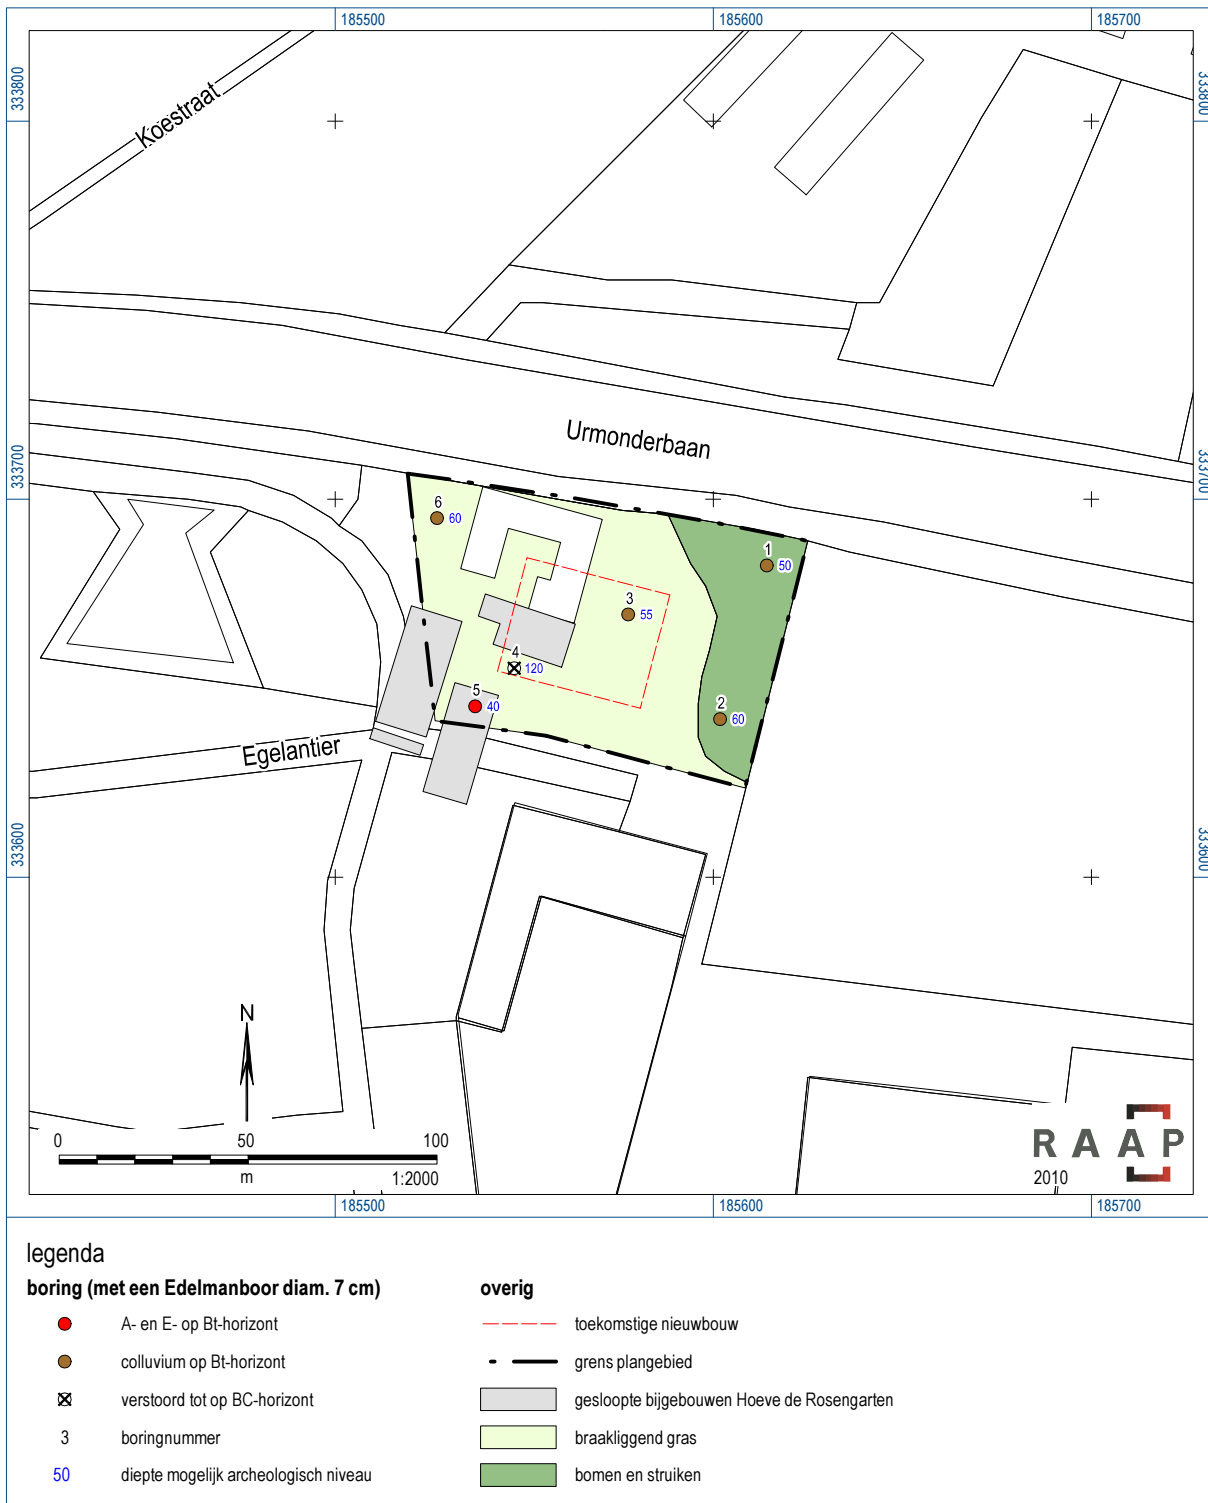 185500
185600
185700
333800
333800
Koestraat
Urmonderbaan
333700
333700
6
60
1
50
3
55
4
120
5
40
2
60
Egelantier
333600
333600
N
0
50
100
m
1:2000
RAAP
2010
185500
185600
185700
legenda
boring (met een Edelmanboor diam. 7 cm)
A- en E- op Bt-horizont
colluvium op Bt-horizont
verstoord tot op BC-horizont
3
boringnummer
50
diepte mogelijk archeologisch niveau
overig
toekomstige nieuwbouw
grens plangebied
gesloopte bijgebouwen Hoeve de Rosengarten
braakliggend gras
bomen en struiken